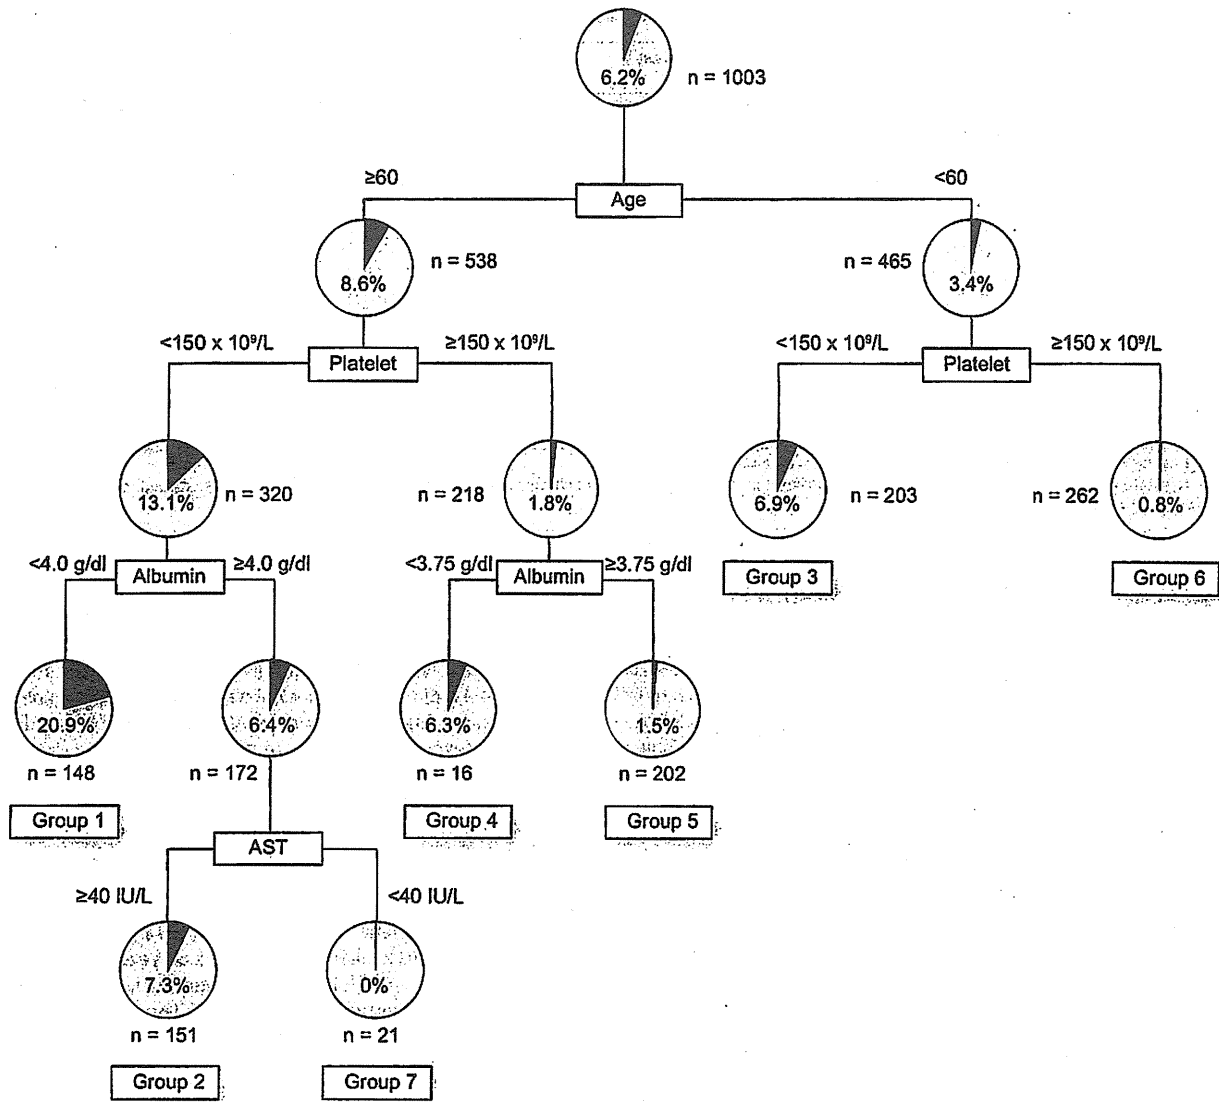 6.2%
n = 1003
≥60
Age
<60
8.6%
n = 538
n = 465
3.4%
<150 x 10⁹/L
Platelet
≥150 x 10⁹/L
<150 x 10⁹/L
Platelet
≥150 x 10⁹/L
13.1%
n = 320
n = 218
1.8%
6.9%
n = 203
n = 262
0.8%
<4.0 g/dl
Albumin
≥4.0 g/dl
<3.75 g/dl
Albumin
≥3.75 g/dl
Group 3
Group 6
20.9%
6.4%
6.3%
1.5%
n = 148
n = 172
n = 16
n = 202
Group 1
Group 4
Group 5
AST
≥40 IU/L
<40 IU/L
7.3%
0%
n = 151
n = 21
Group 2
Group 7